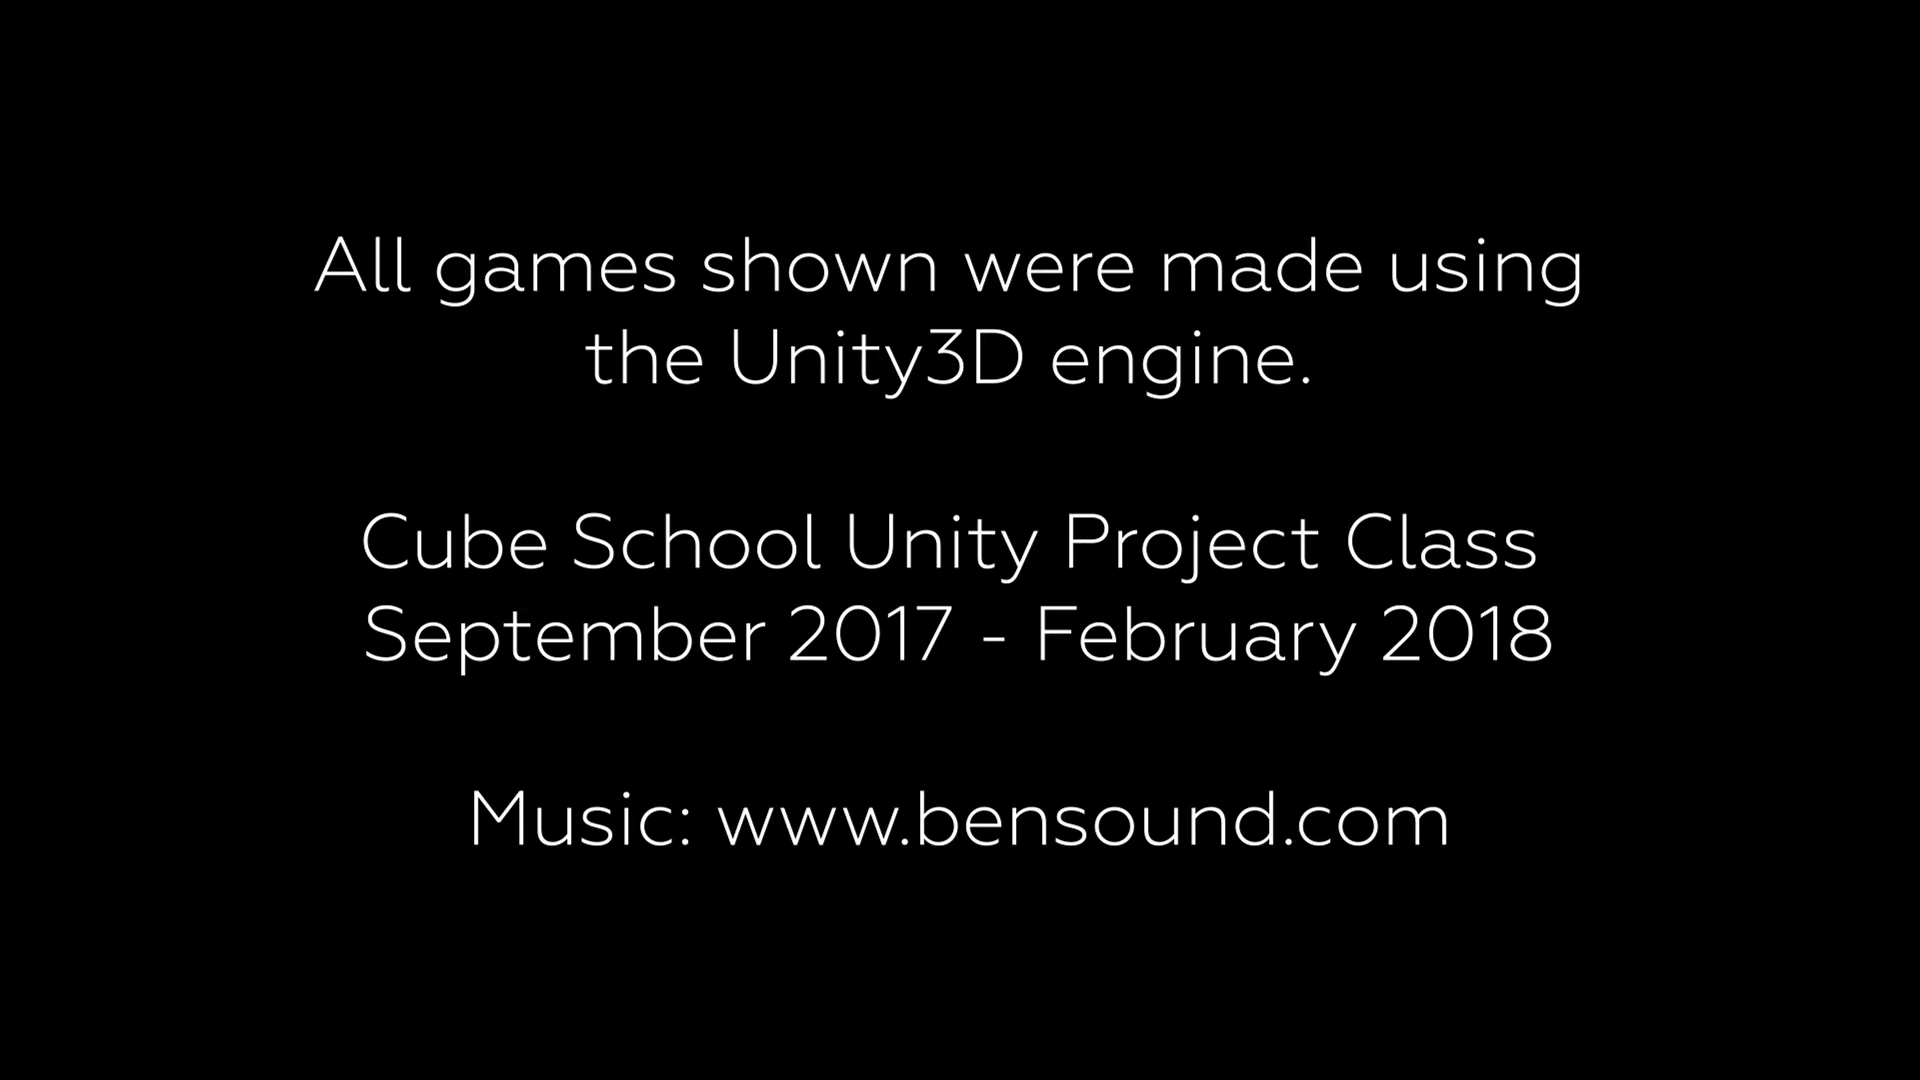 All games shown were made using
the Unity3D engine.
Cube School Unity Project Class
September 2017 - February 2018
Music: www.bensound.com